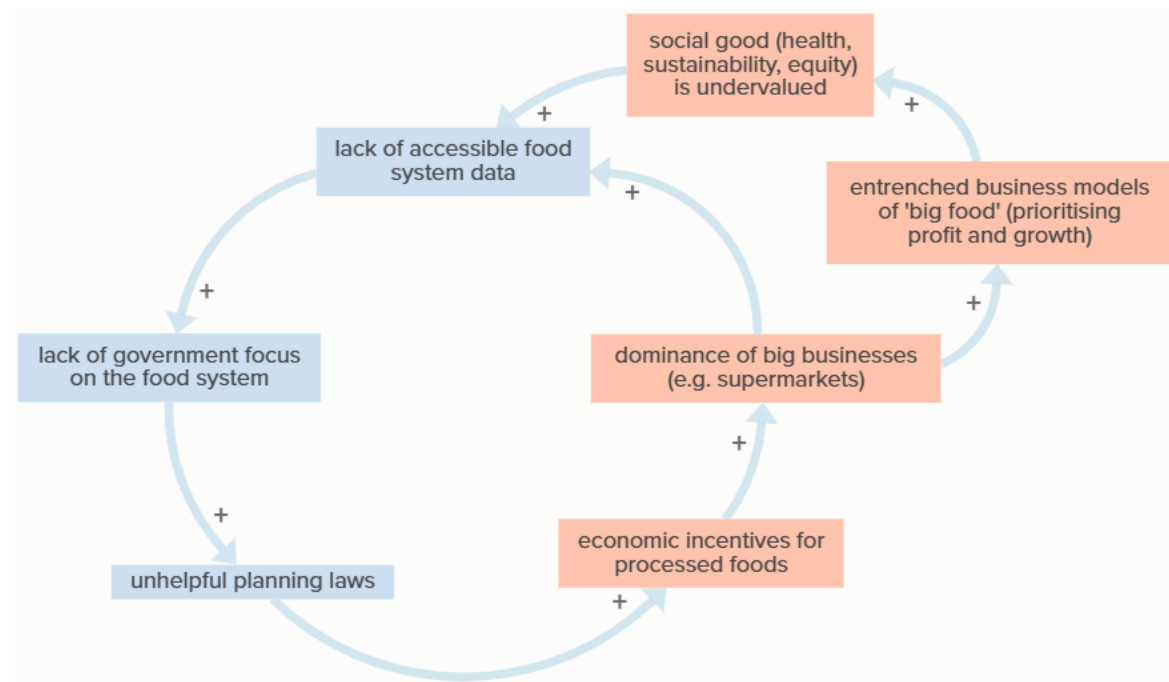 social good (health,
sustainability, equity)
is undervalued
+
+
lack of accessible food
system data
+
entrenched business models
of 'big food' (prioritising
profit and growth)
+
+
lack of government focus
on the food system
dominance of big businesses
(e.g. supermarkets)
+
+
economic incentives for
processed foods
unhelpful planning laws
+